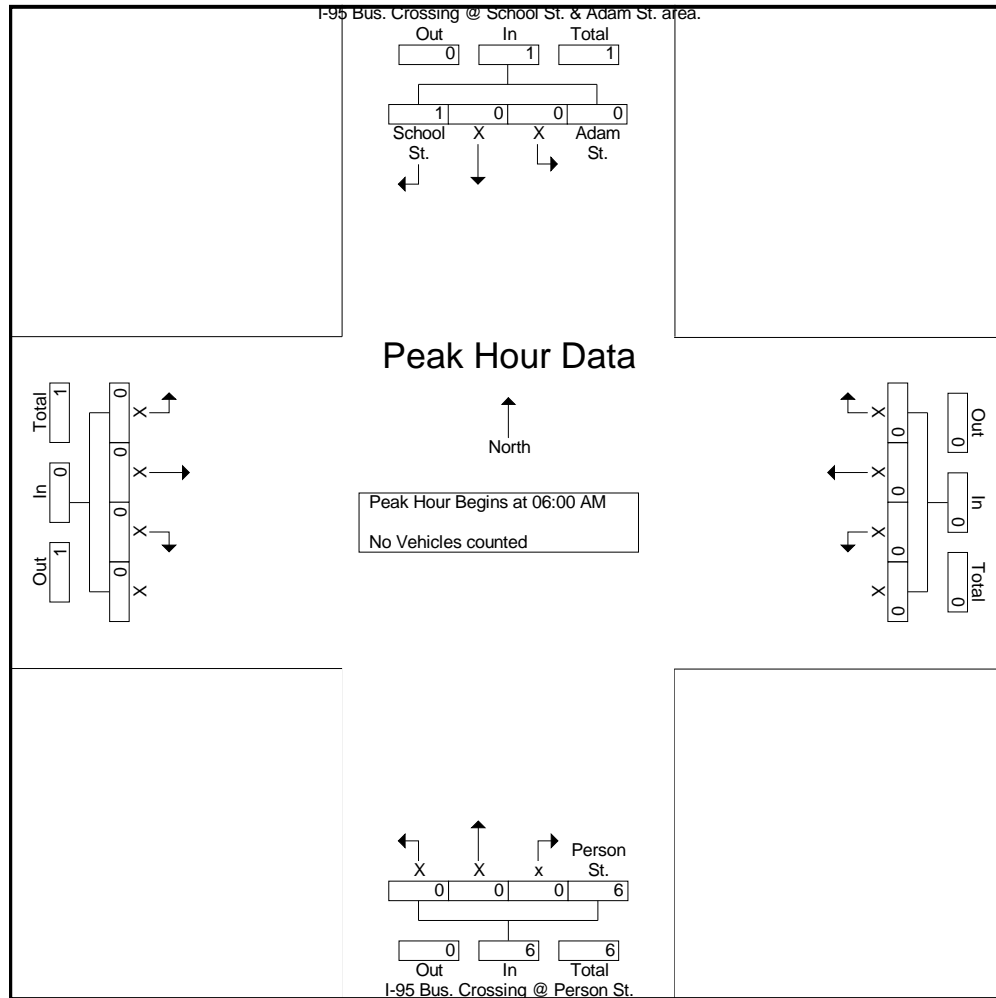 I-95 Bus. Crossing @ School St. & Adam St. area.
Out In Total
0 1 1
1 0 0 0
School St. X X Adam St.
Peak Hour Data
North
Peak Hour Begins at 06:00 AM
No Vehicles counted
Out In Total
1 0 1
0 0 0 0
X X X X
Out In Total
0 0 0
0 0 0 0
X X X X
X X x Person St.
0 0 0 6
0 6 6
Out In Total
I-95 Bus. Crossing @ Person St.